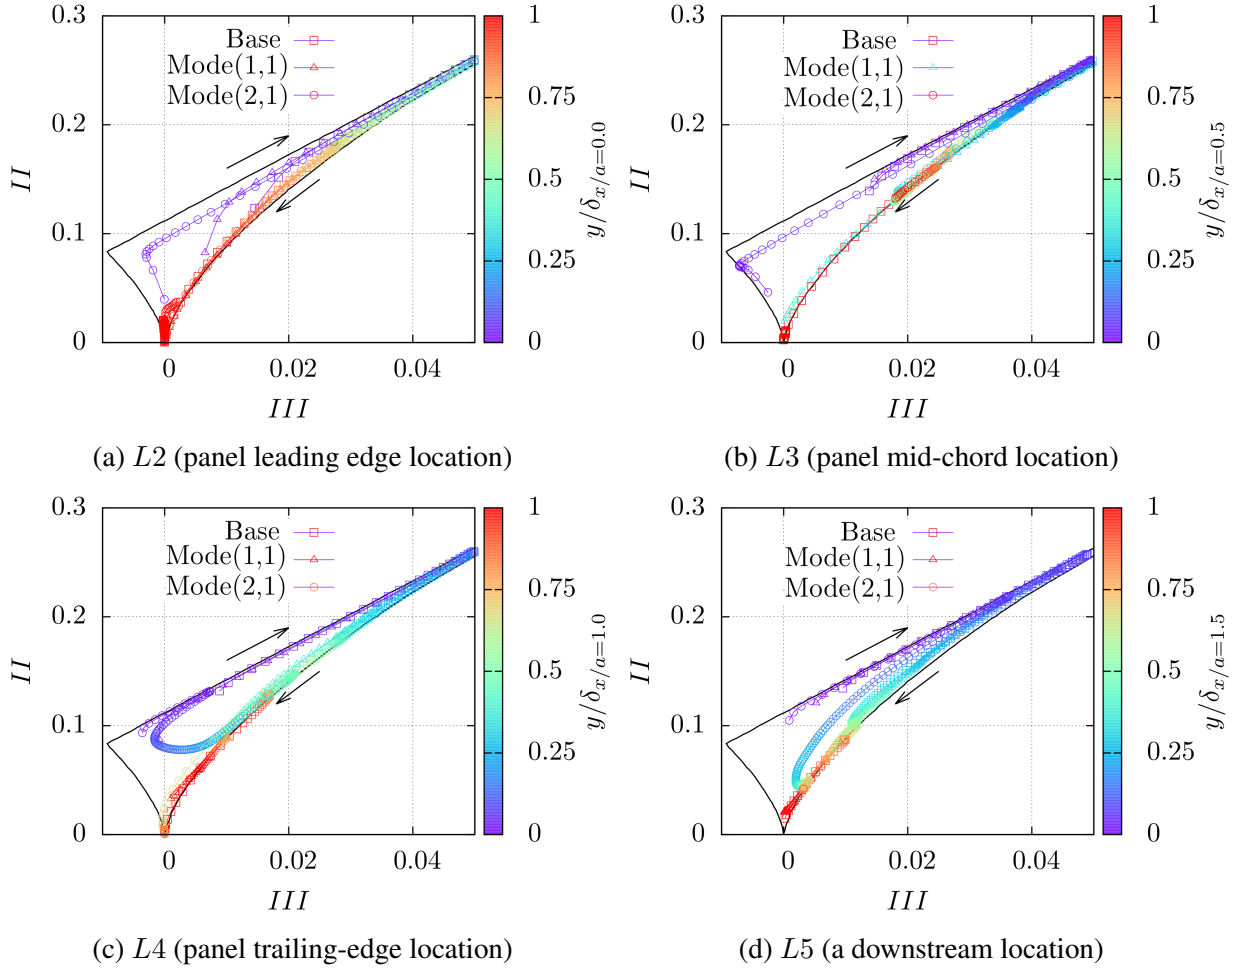 0.3
0.2
0.1
0
II
0
0.02
0.04
III
Base
Mode(1,1)
Mode(2,1)
1
0.75
0.5
0.25
0
y/δx/a=0.0
(a) L2 (panel leading edge location)
0.3
0.2
0.1
0
II
0
0.02
0.04
III
Base
Mode(1,1)
Mode(2,1)
1
0.75
0.5
0.25
0
y/δx/a=0.5
(b) L3 (panel mid-chord location)
0.3
0.2
0.1
0
II
0
0.02
0.04
III
Base
Mode(1,1)
Mode(2,1)
1
0.75
0.5
0.25
0
y/δx/a=1.0
(c) L4 (panel trailing-edge location)
0.3
0.2
0.1
0
II
0
0.02
0.04
III
Base
Mode(1,1)
Mode(2,1)
1
0.75
0.5
0.25
0
y/δx/a=1.5
(d) L5 (a downstream location)